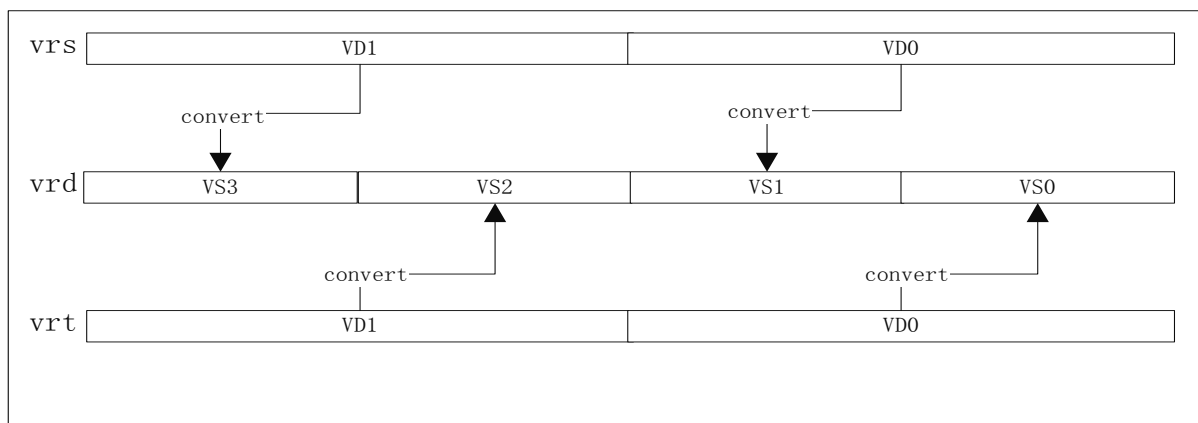 vrs VD1 VD0
convert convert
vrd VS3 VS2 VS1 VS0
convert convert
vrt VD1 VD0